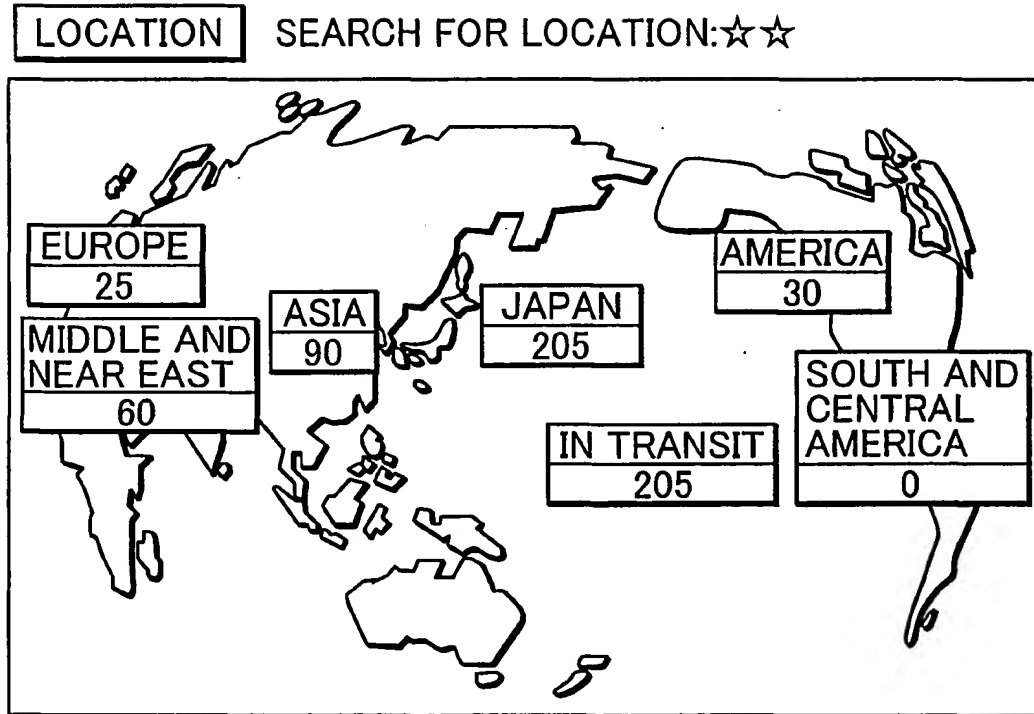 LOCATION SEARCH FOR LOCATION:☆☆
EUROPE
25
MIDDLE AND
NEAR EAST
60
ASIA
90
JAPAN
205
IN TRANSIT
205
AMERICA
30
SOUTH AND
CENTRAL
AMERICA
0